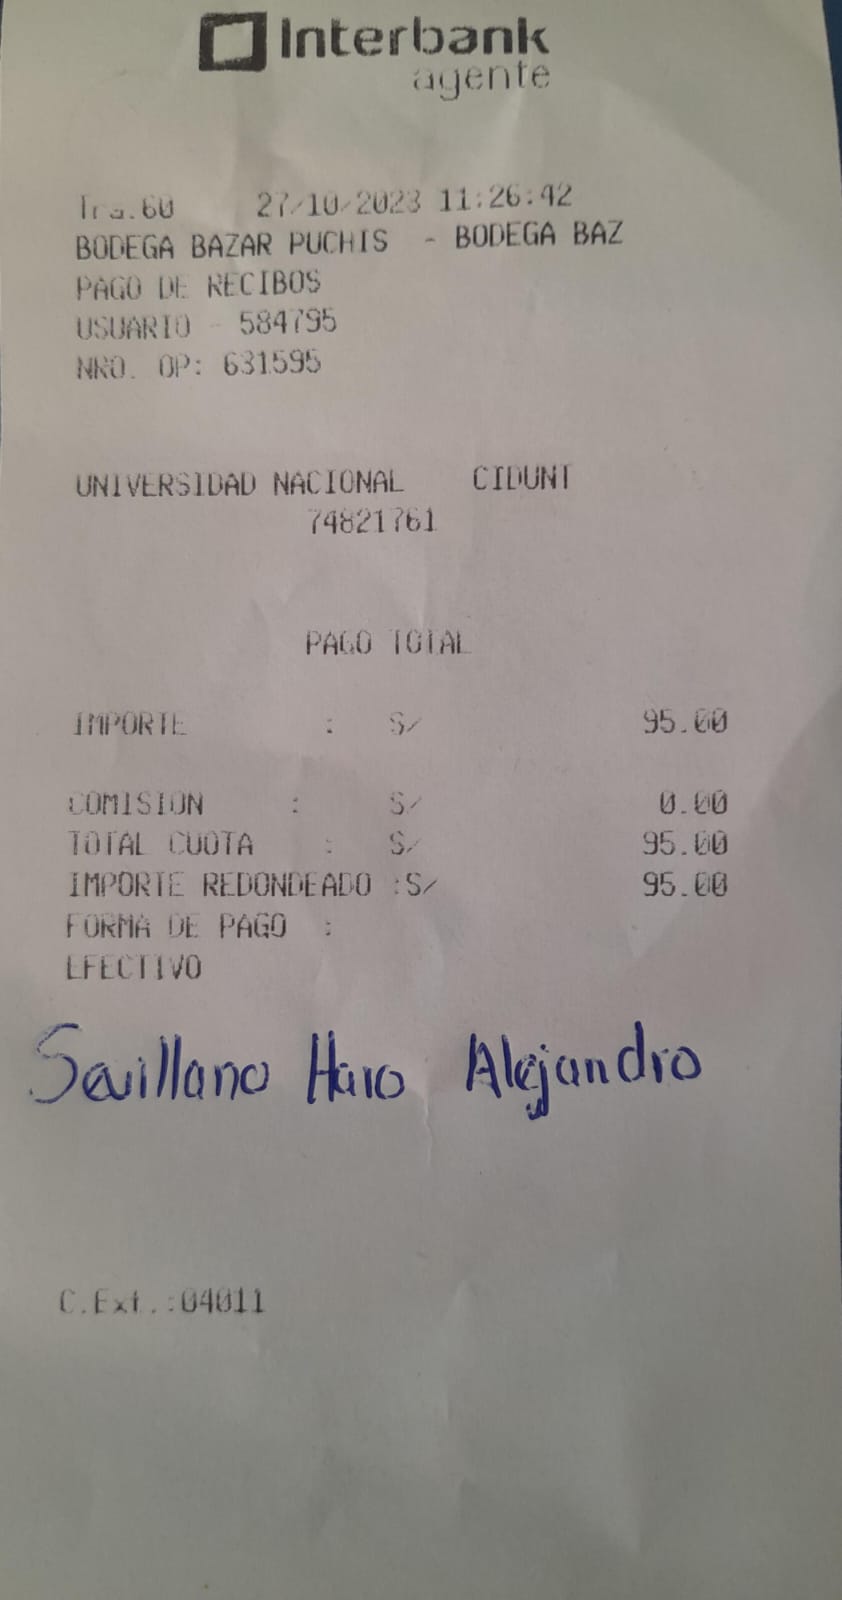 Interbank
agente
Tra.60 27/10/2023 11:26:42
BODEGA BAZAR PUCHIS - BODEGA BAZ
PAGO DE RECIBOS
USUARIO - 584795
NRO. OP: 631595
UNIVERSIDAD NACIONAL CIDUNT
74821761
PAGO TOTAL
IMPORTE : S/ 95.00
COMISION : S/ 0.00
TOTAL CUOTA : S/ 95.00
IMPORTE REDONDEADO :S/ 95.00
FORMA DE PAGO :
EFECTIVO
Sevillano Haro Alejandro
C.Ext.:04011